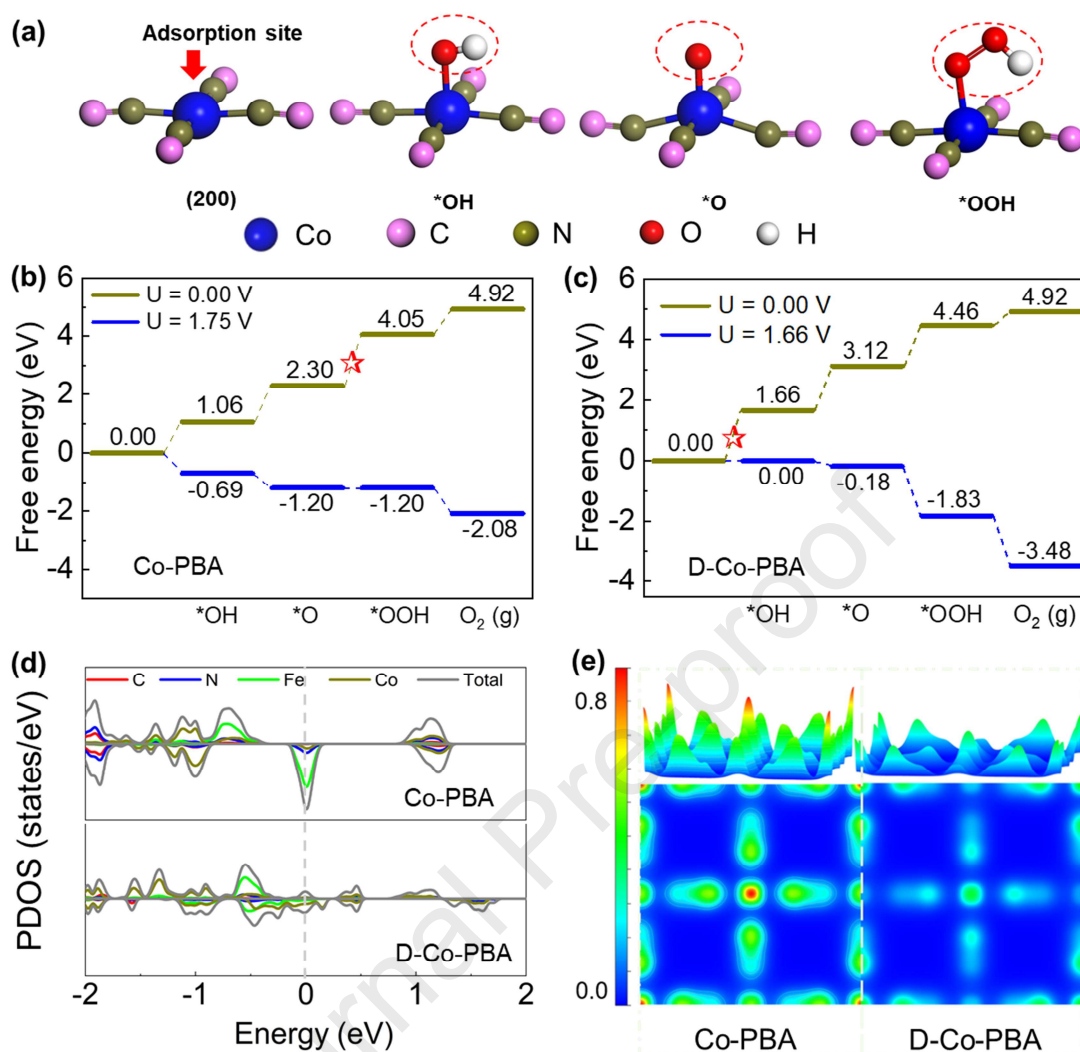 (a)
Adsorption site
(200)
*OH
*O
*OOH
Co C N O H
(b)
Free energy (eV)
6
4
2
0
-2
-4
U = 0.00 V
U = 1.75 V
0.00
1.06
2.30
4.05
4.92
-0.69
-1.20
-1.20
-2.08
Co-PBA
*OH *O *OOH O2 (g)
(c)
Free energy (eV)
6
4
2
0
-2
-4
U = 0.00 V
U = 1.66 V
0.00
1.66
3.12
4.46
4.92
0.00
-0.18
-1.83
-3.48
D-Co-PBA
*OH *O *OOH O2 (g)
(d)
PDOS (states/eV)
C N Fe Co Total
Co-PBA
D-Co-PBA
-2 -1 0 1 2
Energy (eV)
(e)
0.8
0.0
Co-PBA D-Co-PBA
rnal Pre-proof